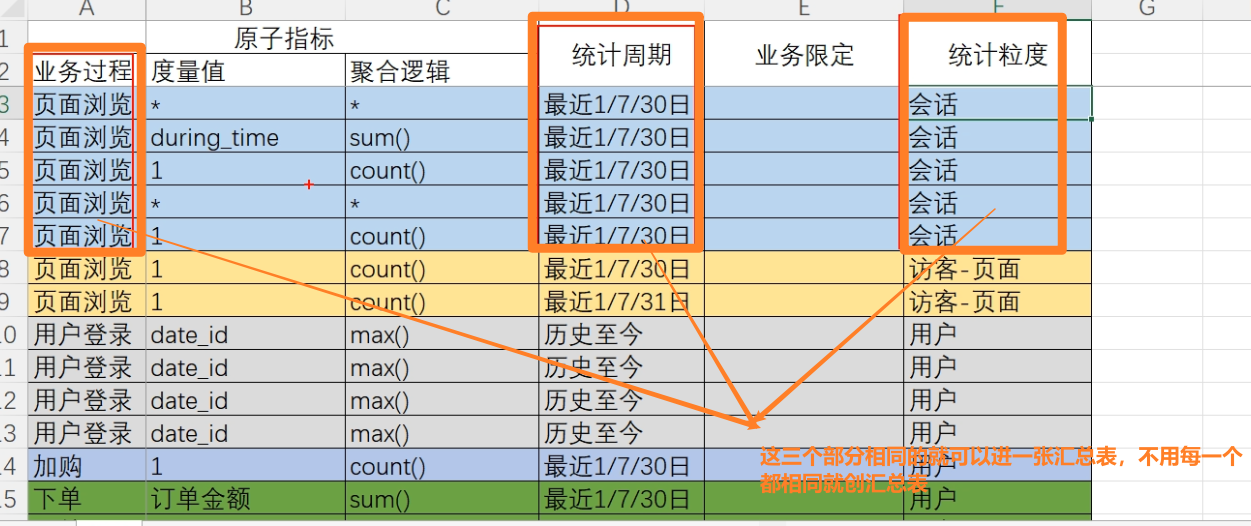 A B C D E F G
1 原子指标 统计周期 业务限定 统计粒度
2 业务过程 度量值 聚合逻辑
3 页面浏览 * * 最近1/7/30日 会话
4 页面浏览 during_time sum() 最近1/7/30日 会话
5 页面浏览 1 count() 最近1/7/30日 会话
6 页面浏览 * * 最近1/7/30日 会话
7 页面浏览 1 count() 最近1/7/30日 会话
8 页面浏览 1 count() 最近1/7/30日 访客-页面
9 页面浏览 1 count() 最近1/7/31日 访客-页面
10 用户登录 date_id max() 历史至今 用户
11 用户登录 date_id max() 历史至今 用户
12 用户登录 date_id max() 历史至今 用户
13 用户登录 date_id max() 历史至今 用户
14 加购 1 count() 最近1/7/30日 用户
15 下单 订单金额 sum() 最近1/7/30日 用户
这三个部分相同的就可以进一张汇总表，不用每一个
都相同就创汇总表